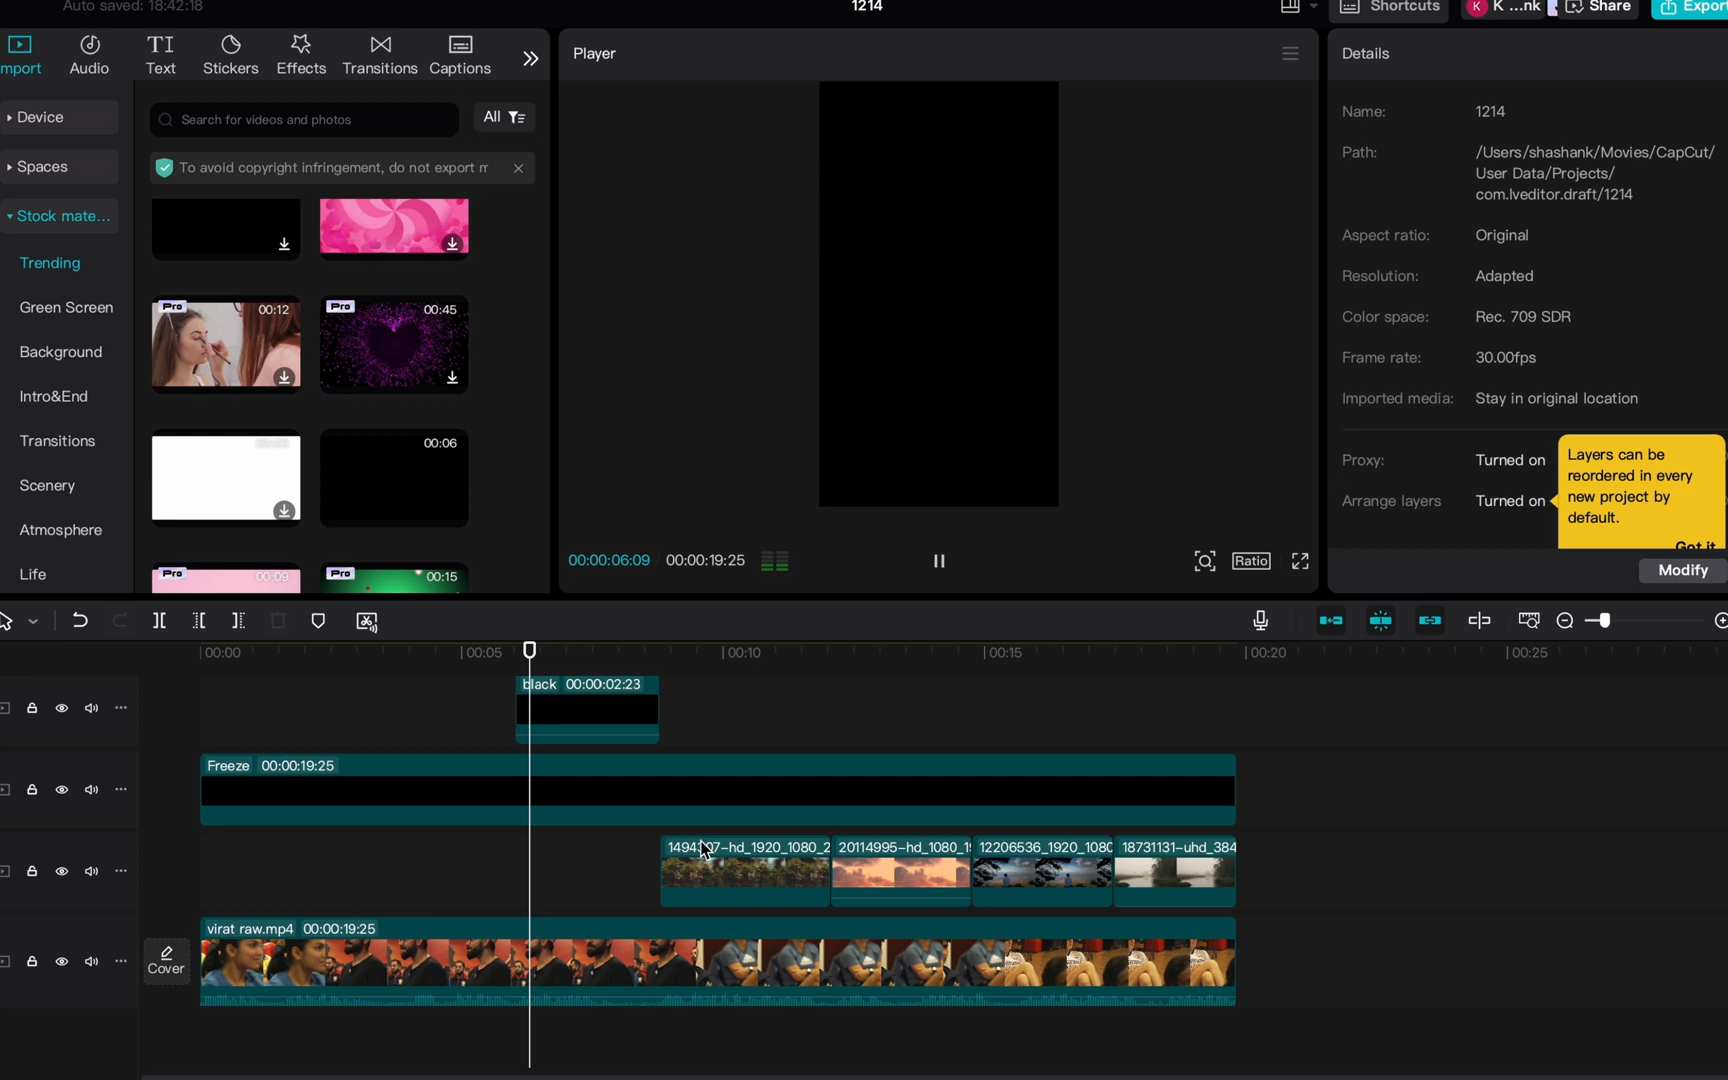 Auto saved: 18:42:18
1214
Shortcuts
K ...nk
Share
Export
mport
Audio
TI
Text
Stickers
Effects
Transitions
Captions
Player
Details
Device
Spaces
Stock mate...
Trending
Green Screen
Background
Intro&End
Transitions
Scenery
Atmosphere
Life
Search for videos and photos
All
To avoid copyright infringement, do not export m
Pro 00:12
Pro 00:45
00:06
Pro 00:09
Pro 00:15
00:00:06:09 / 00:00:19:25
Ratio
Name: 1214
Path: /Users/shashank/Movies/CapCut/
User Data/Projects/
com.lveditor.draft/1214
Aspect ratio: Original
Resolution: Adapted
Color space: Rec. 709 SDR
Frame rate: 30.00fps
Imported media: Stay in original location
Proxy: Turned on
Arrange layers Turned on
Layers can be
reordered in every
new project by
default.
Got it
Modify
00:00 00:05 00:10 00:15 00:20 00:25
black 00:00:02:23
Freeze 00:00:19:25
20114995-hd_1080_19
12206536_1920_1080
18731131-uhd_384
virat raw.mp4 00:00:19:25
Cover